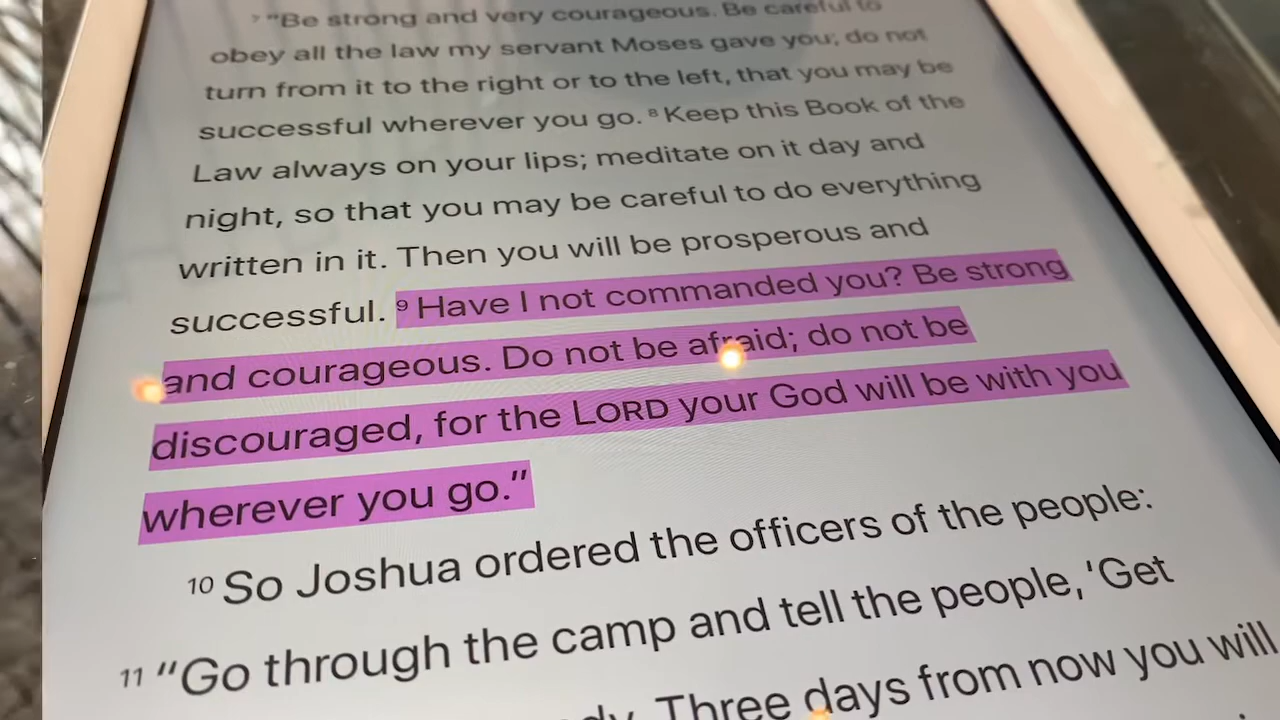 7 "Be strong and very courageous. Be careful to
obey all the law my servant Moses gave you; do not
turn from it to the right or to the left, that you may be
successful wherever you go. 8 Keep this Book of the
Law always on your lips; meditate on it day and
night, so that you may be careful to do everything
written in it. Then you will be prosperous and
successful. 9 Have I not commanded you? Be strong
and courageous. Do not be afraid; do not be
discouraged, for the LORD your God will be with you
wherever you go."
10 So Joshua ordered the officers of the people:
11 "Go through the camp and tell the people, 'Get
Three days from now you will